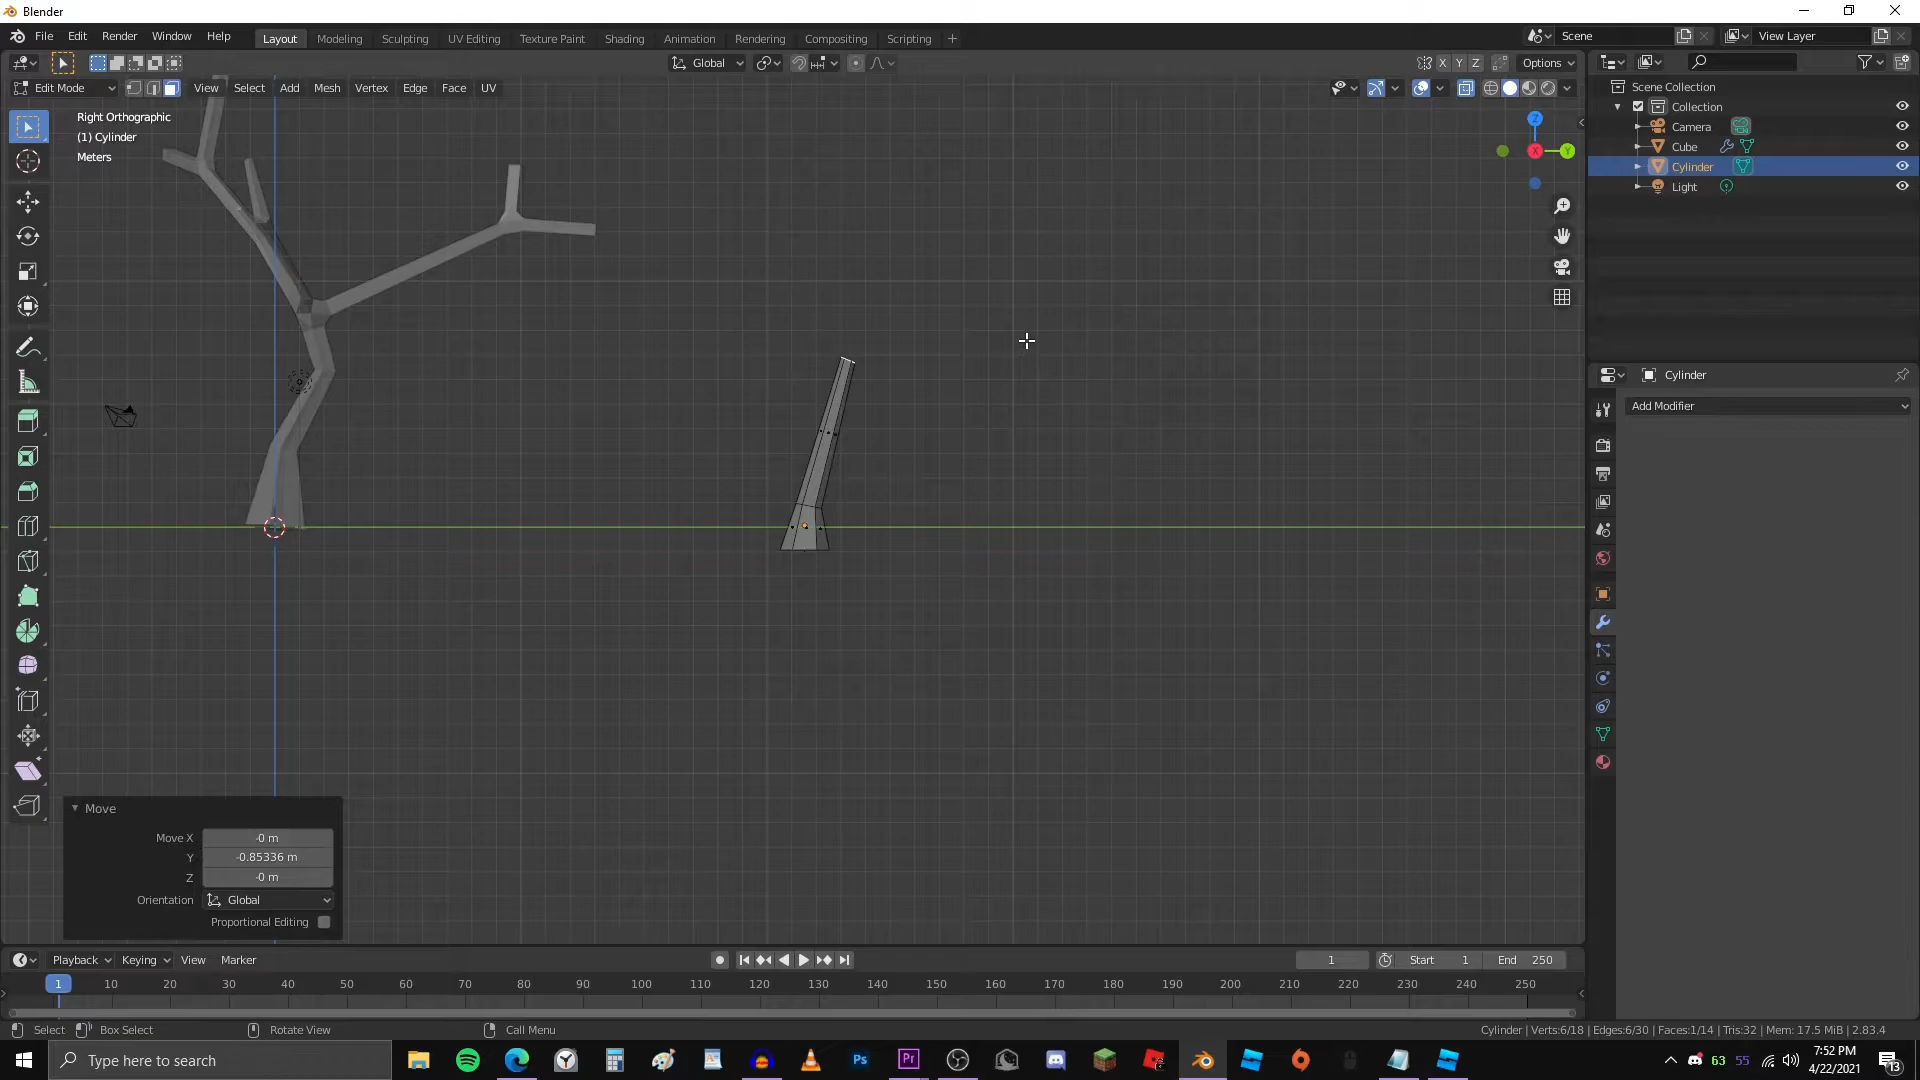 Blender
File Edit Render Window Help
Layout Modeling Sculpting UV Editing Texture Paint Shading Animation Rendering Compositing Scripting +
Scene
View Layer
Global
X Y Z
Options
Edit Mode
View Select Add Mesh Vertex Edge Face UV
Right Orthographic
(1) Cylinder
Meters
Z
X
Y
Scene Collection
Collection
Camera
Cube
Cylinder
Light
Cylinder
Add Modifier
Move
Move X -0 m
Y -0.85336 m
Z -0 m
Orientation Global
Proportional Editing
Playback Keying View Marker
1
Start 1
End 250
1 10 20 30 40 50 60 70 80 90 100 110 120 130 140 150 160 170 180 190 200 210 220 230 240 250
Select Box Select Rotate View Call Menu
Cylinder | Verts:6/18 | Edges:6/30 | Faces:1/14 | Tris:32 | Mem: 17.5 MiB | 2.83.4
Type here to search
Ps
Pr
63 55
7:52 PM
4/22/2021
13